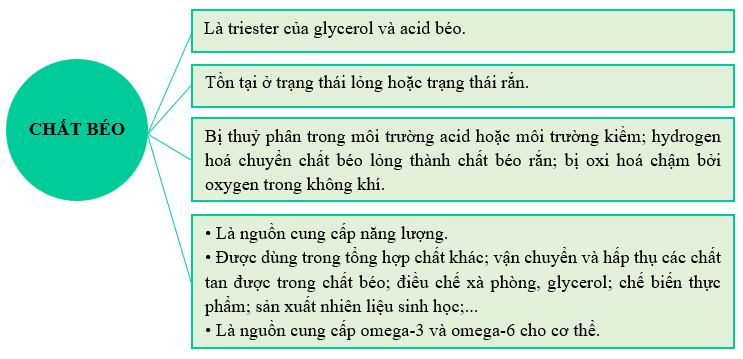 CHẤT BÉO
Là triester của glycerol và acid béo.
Tồn tại ở trạng thái lỏng hoặc trạng thái rắn.
Bị thuỷ phân trong môi trường acid hoặc môi trường kiềm; hydrogen
hoá chuyển chất béo lỏng thành chất béo rắn; bị oxi hoá chậm bởi
oxygen trong không khí.
• Là nguồn cung cấp năng lượng.
• Được dùng trong tổng hợp chất khác; vận chuyển và hấp thụ các chất
tan được trong chất béo; điều chế xà phòng, glycerol; chế biến thực
phẩm; sản xuất nhiên liệu sinh học;...
• Là nguồn cung cấp omega-3 và omega-6 cho cơ thể.